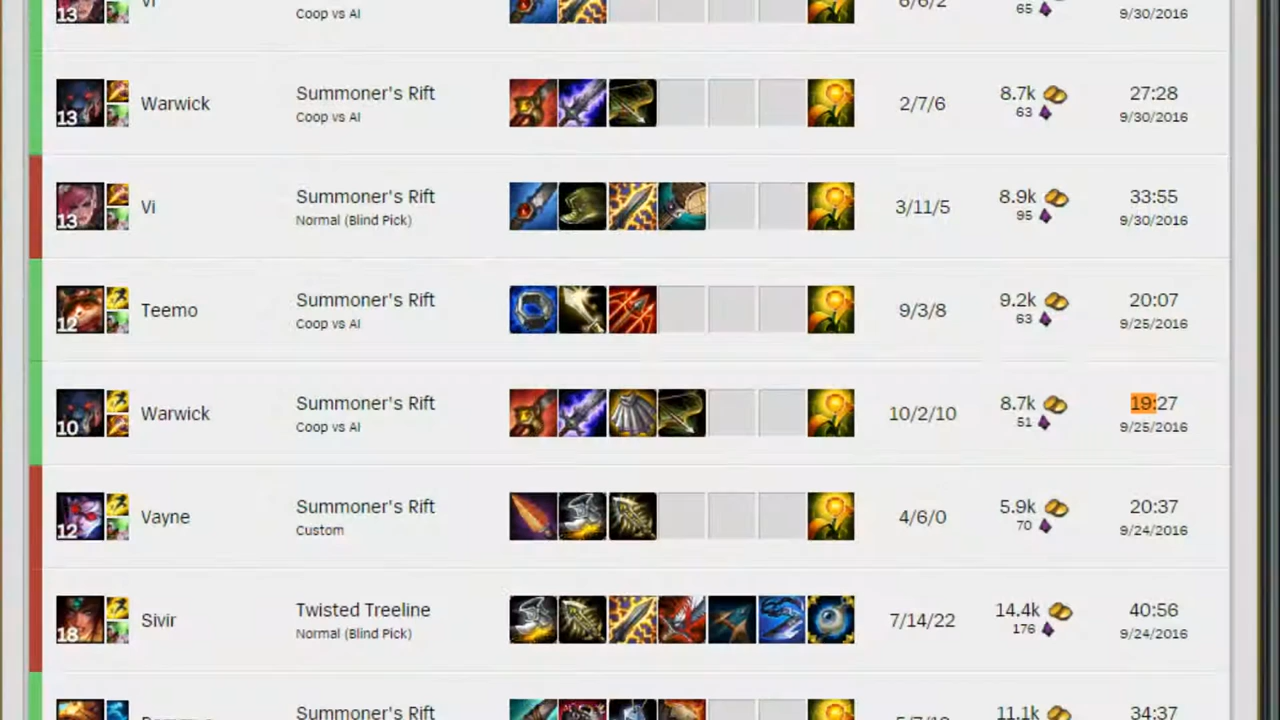 13 Vi Coop vs AI 6/6/2 65 9/30/2016
13 Warwick Summoner's Rift 2/7/6 8.7k 27:28
Coop vs AI 63 9/30/2016
13 Vi Summoner's Rift 3/11/5 8.9k 33:55
Normal (Blind Pick) 95 9/30/2016
12 Teemo Summoner's Rift 9/3/8 9.2k 20:07
Coop vs AI 63 9/25/2016
10 Warwick Summoner's Rift 10/2/10 8.7k 19:27
Coop vs AI 51 9/25/2016
12 Vayne Summoner's Rift 4/6/0 5.9k 20:37
Custom 70 9/24/2016
18 Sivir Twisted Treeline 7/14/22 14.4k 40:56
Normal (Blind Pick) 176 9/24/2016
Summoner's Rift 11.1k 34:37